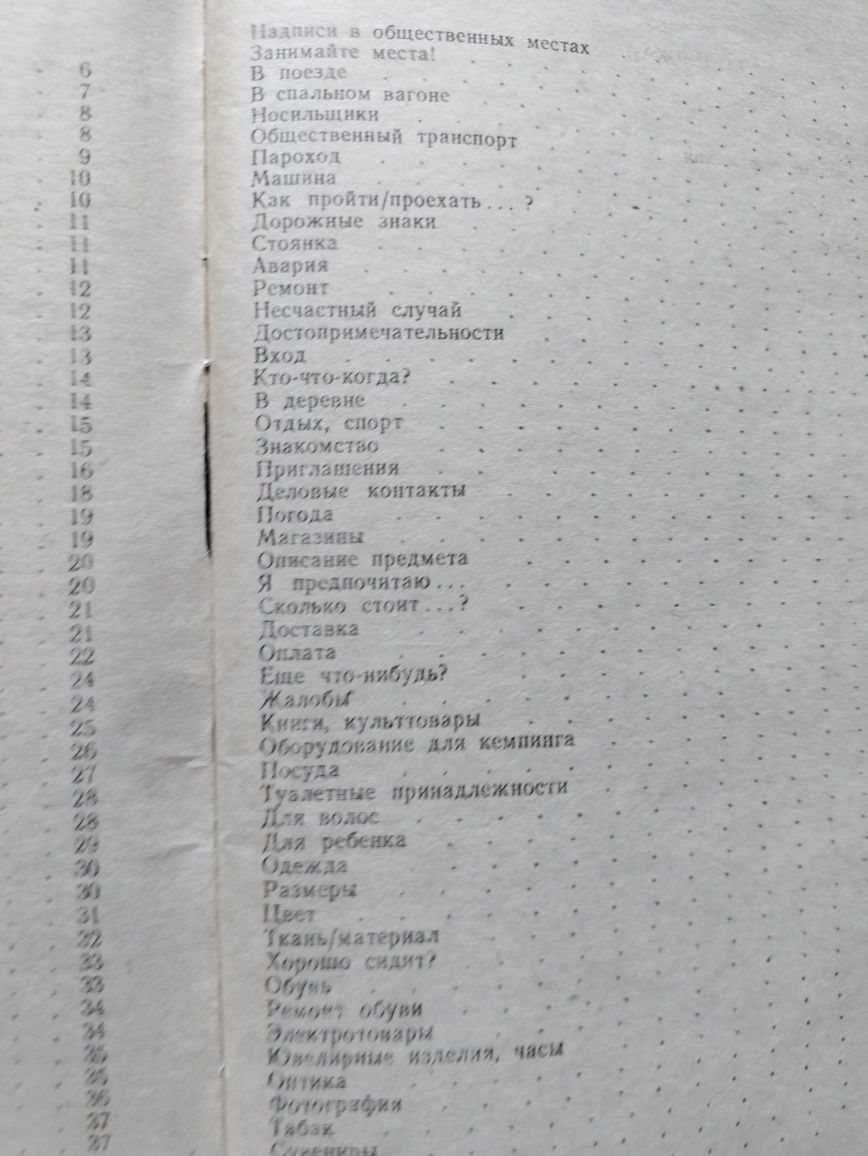 6
7
8
8
9
10
10
11
11
11
12
12
13
13
14
14
15
15
16
18
19
19
20
20
21
21
22
24
24
25
26
27
28
28
29
30
30
31
32
33
33
34
34
35
35
36
37
37
Надписи в общественных местах
Занимайте места!
В поезде
В спальном вагоне
Носильщики
Общественный транспорт
Пароход
Машина
Как пройти/проехать...?
Дорожные знаки
Стоянка
Авария
Ремонт
Несчастный случай
Достопримечательности
Вход
Кто-что-когда?
В деревне
Отдых, спорт
Знакомство
Приглашения
Деловые контакты
Погода
Магазины
Описание предмета
Я предпочитаю...
Сколько стоит...?
Доставка
Оплата
Еще что-нибудь?
Жалобы
Книги, культтовары
Оборудование для кемпинга
Посуда
Туалетные принадлежности
Для волос
Для ребенка
Одежда
Размеры
Цвет
Ткань/материал
Хорошо сидит?
Обувь
Ремонт обуви
Электротовары
Ювелирные изделия, часы
Оптика
Фотография
Табак
Сувениры